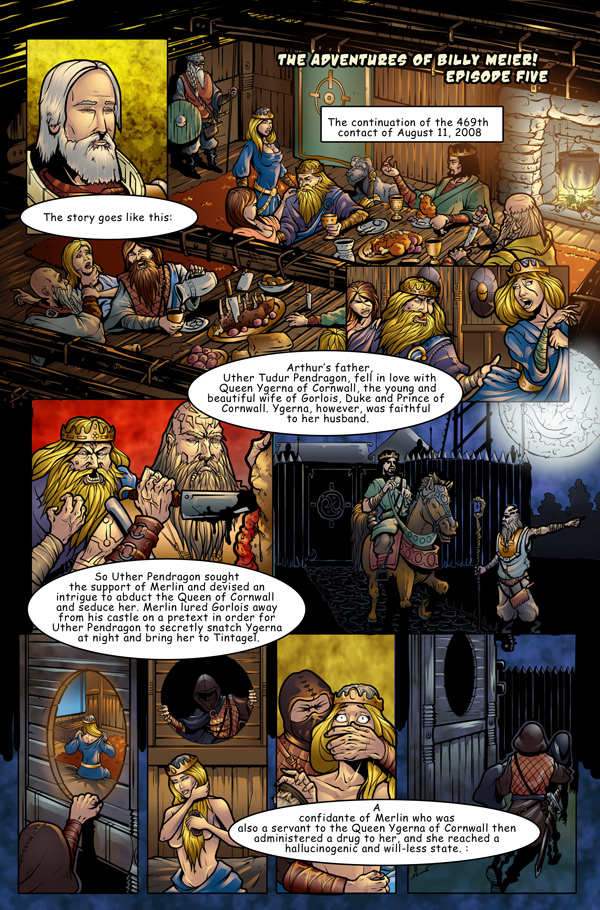 THE ADVENTURES OF BILLY MEIER!
EPISODE FIVE
The continuation of the 469th
contact of August 11, 2008
The story goes like this:
Arthur's father,
Uther Tudur Pendragon, fell in love with
Queen Ygerna of Cornwall, the young and
beautiful wife of Gorlois, Duke and Prince of
Cornwall. Ygerna, however, was faithful
to her husband.
So Uther Pendragon sought
the support of Merlin and devised an
intrigue to abduct the Queen of Cornwall
and seduce her. Merlin lured Gorlois away
from his castle on a pretext in order for
Uther Pendragon to secretly snatch Ygerna
at night and bring her to Tintagel.
A
confidante of Merlin who was
also a servant to the Queen Ygerna of Cornwall then
administered a drug to her, and she reached a
hallucinogenic and will-less state. :